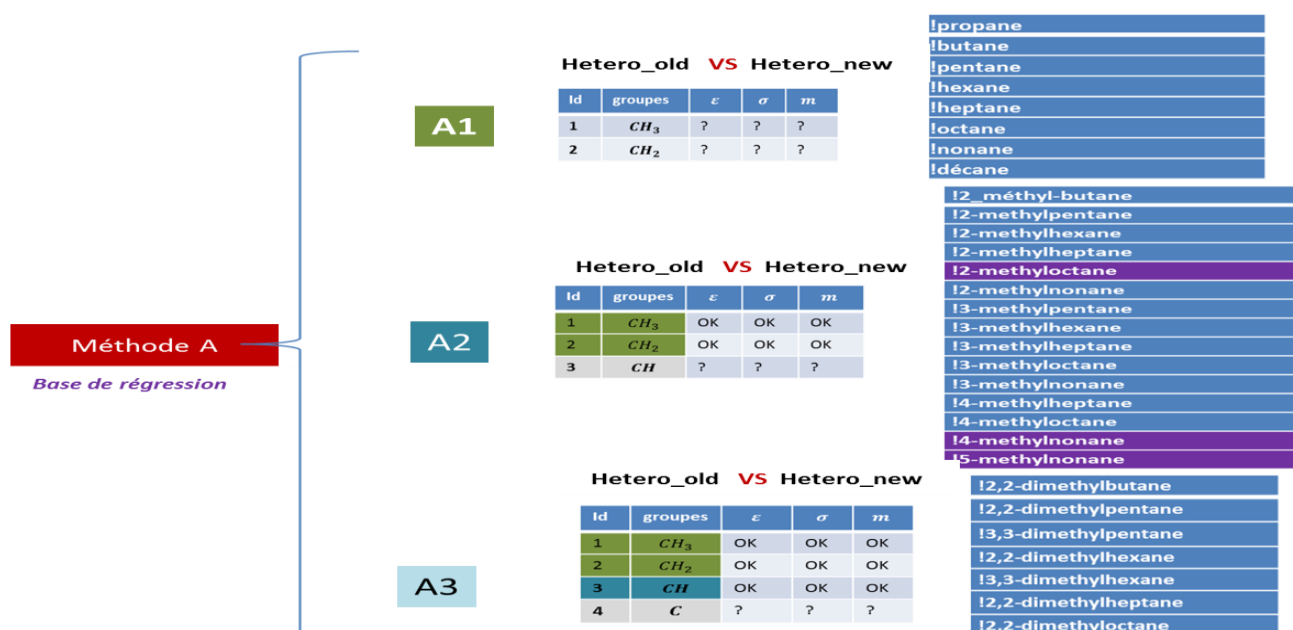 Méthode A
Base de régression
A1
Hetero_old VS Hetero_new
Id groupes ε σ m
1 CH₃ ? ? ?
2 CH₂ ? ? ?
!propane
!butane
!pentane
!hexane
!heptane
!octane
!nonane
!décane
A2
Hetero_old VS Hetero_new
Id groupes ε σ m
1 CH₃ OK OK OK
2 CH₂ OK OK OK
3 CH ? ? ?
!2_méthyl-butane
!2-methylpentane
!2-methylhexane
!2-methylheptane
!2-methyloctane
!2-methylnonane
!3-methylpentane
!3-methylhexane
!3-methylheptane
!3-methyloctane
!3-methylnonane
!4-methylheptane
!4-methyloctane
!4-methylnonane
!5-methylnonane
A3
Hetero_old VS Hetero_new
Id groupes ε σ m
1 CH₃ OK OK OK
2 CH₂ OK OK OK
3 CH OK OK OK
4 C ? ? ?
!2,2-dimethylbutane
!2,2-dimethylpentane
!3,3-dimethylpentane
!2,2-dimethylhexane
!3,3-dimethylhexane
!2,2-dimethylheptane
!2,2-dimethyloctane